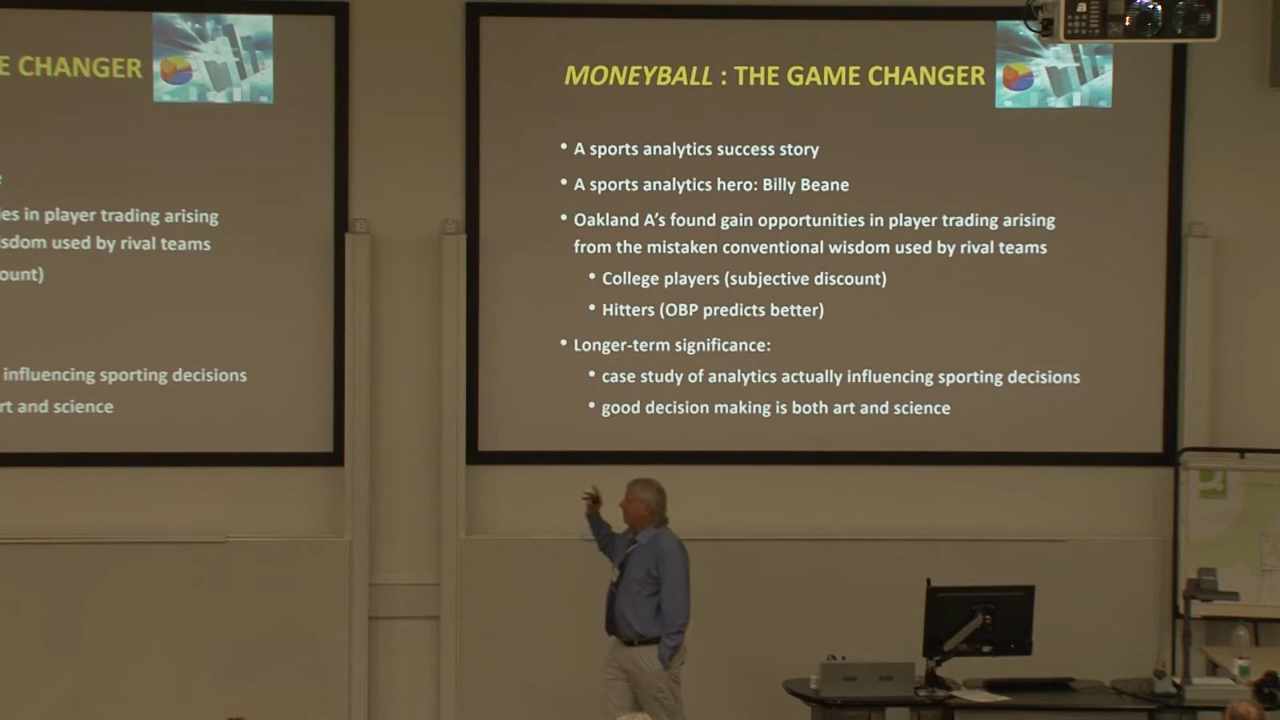 E CHANGER
ies in player trading arising
isdom used by rival teams
ount)
influencing sporting decisions
rt and science
MONEYBALL : THE GAME CHANGER
• A sports analytics success story
• A sports analytics hero: Billy Beane
• Oakland A's found gain opportunities in player trading arising
from the mistaken conventional wisdom used by rival teams
• College players (subjective discount)
• Hitters (OBP predicts better)
• Longer-term significance:
• case study of analytics actually influencing sporting decisions
• good decision making is both art and science